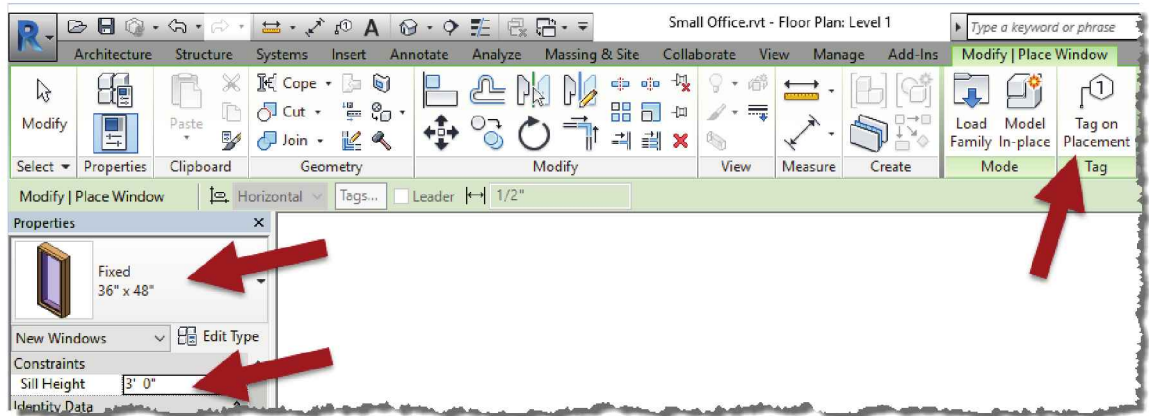 Small Office.rvt - Floor Plan: Level 1
Type a keyword or phrase
R
A
Architecture Structure Systems Insert Annotate Analyze Massing & Site Collaborate View Manage Add-Ins Modify | Place Window
Modify
Paste
Cope
Cut
Join
Load Family
Model In-place
1
Tag on Placement
Select Properties Clipboard Geometry Modify View Measure Create Mode Tag
Modify | Place Window Horizontal Tags... Leader 1/2"
Properties
Fixed
36" x 48"
New Windows Edit Type
Constraints
Sill Height 3' 0"
Identity Data